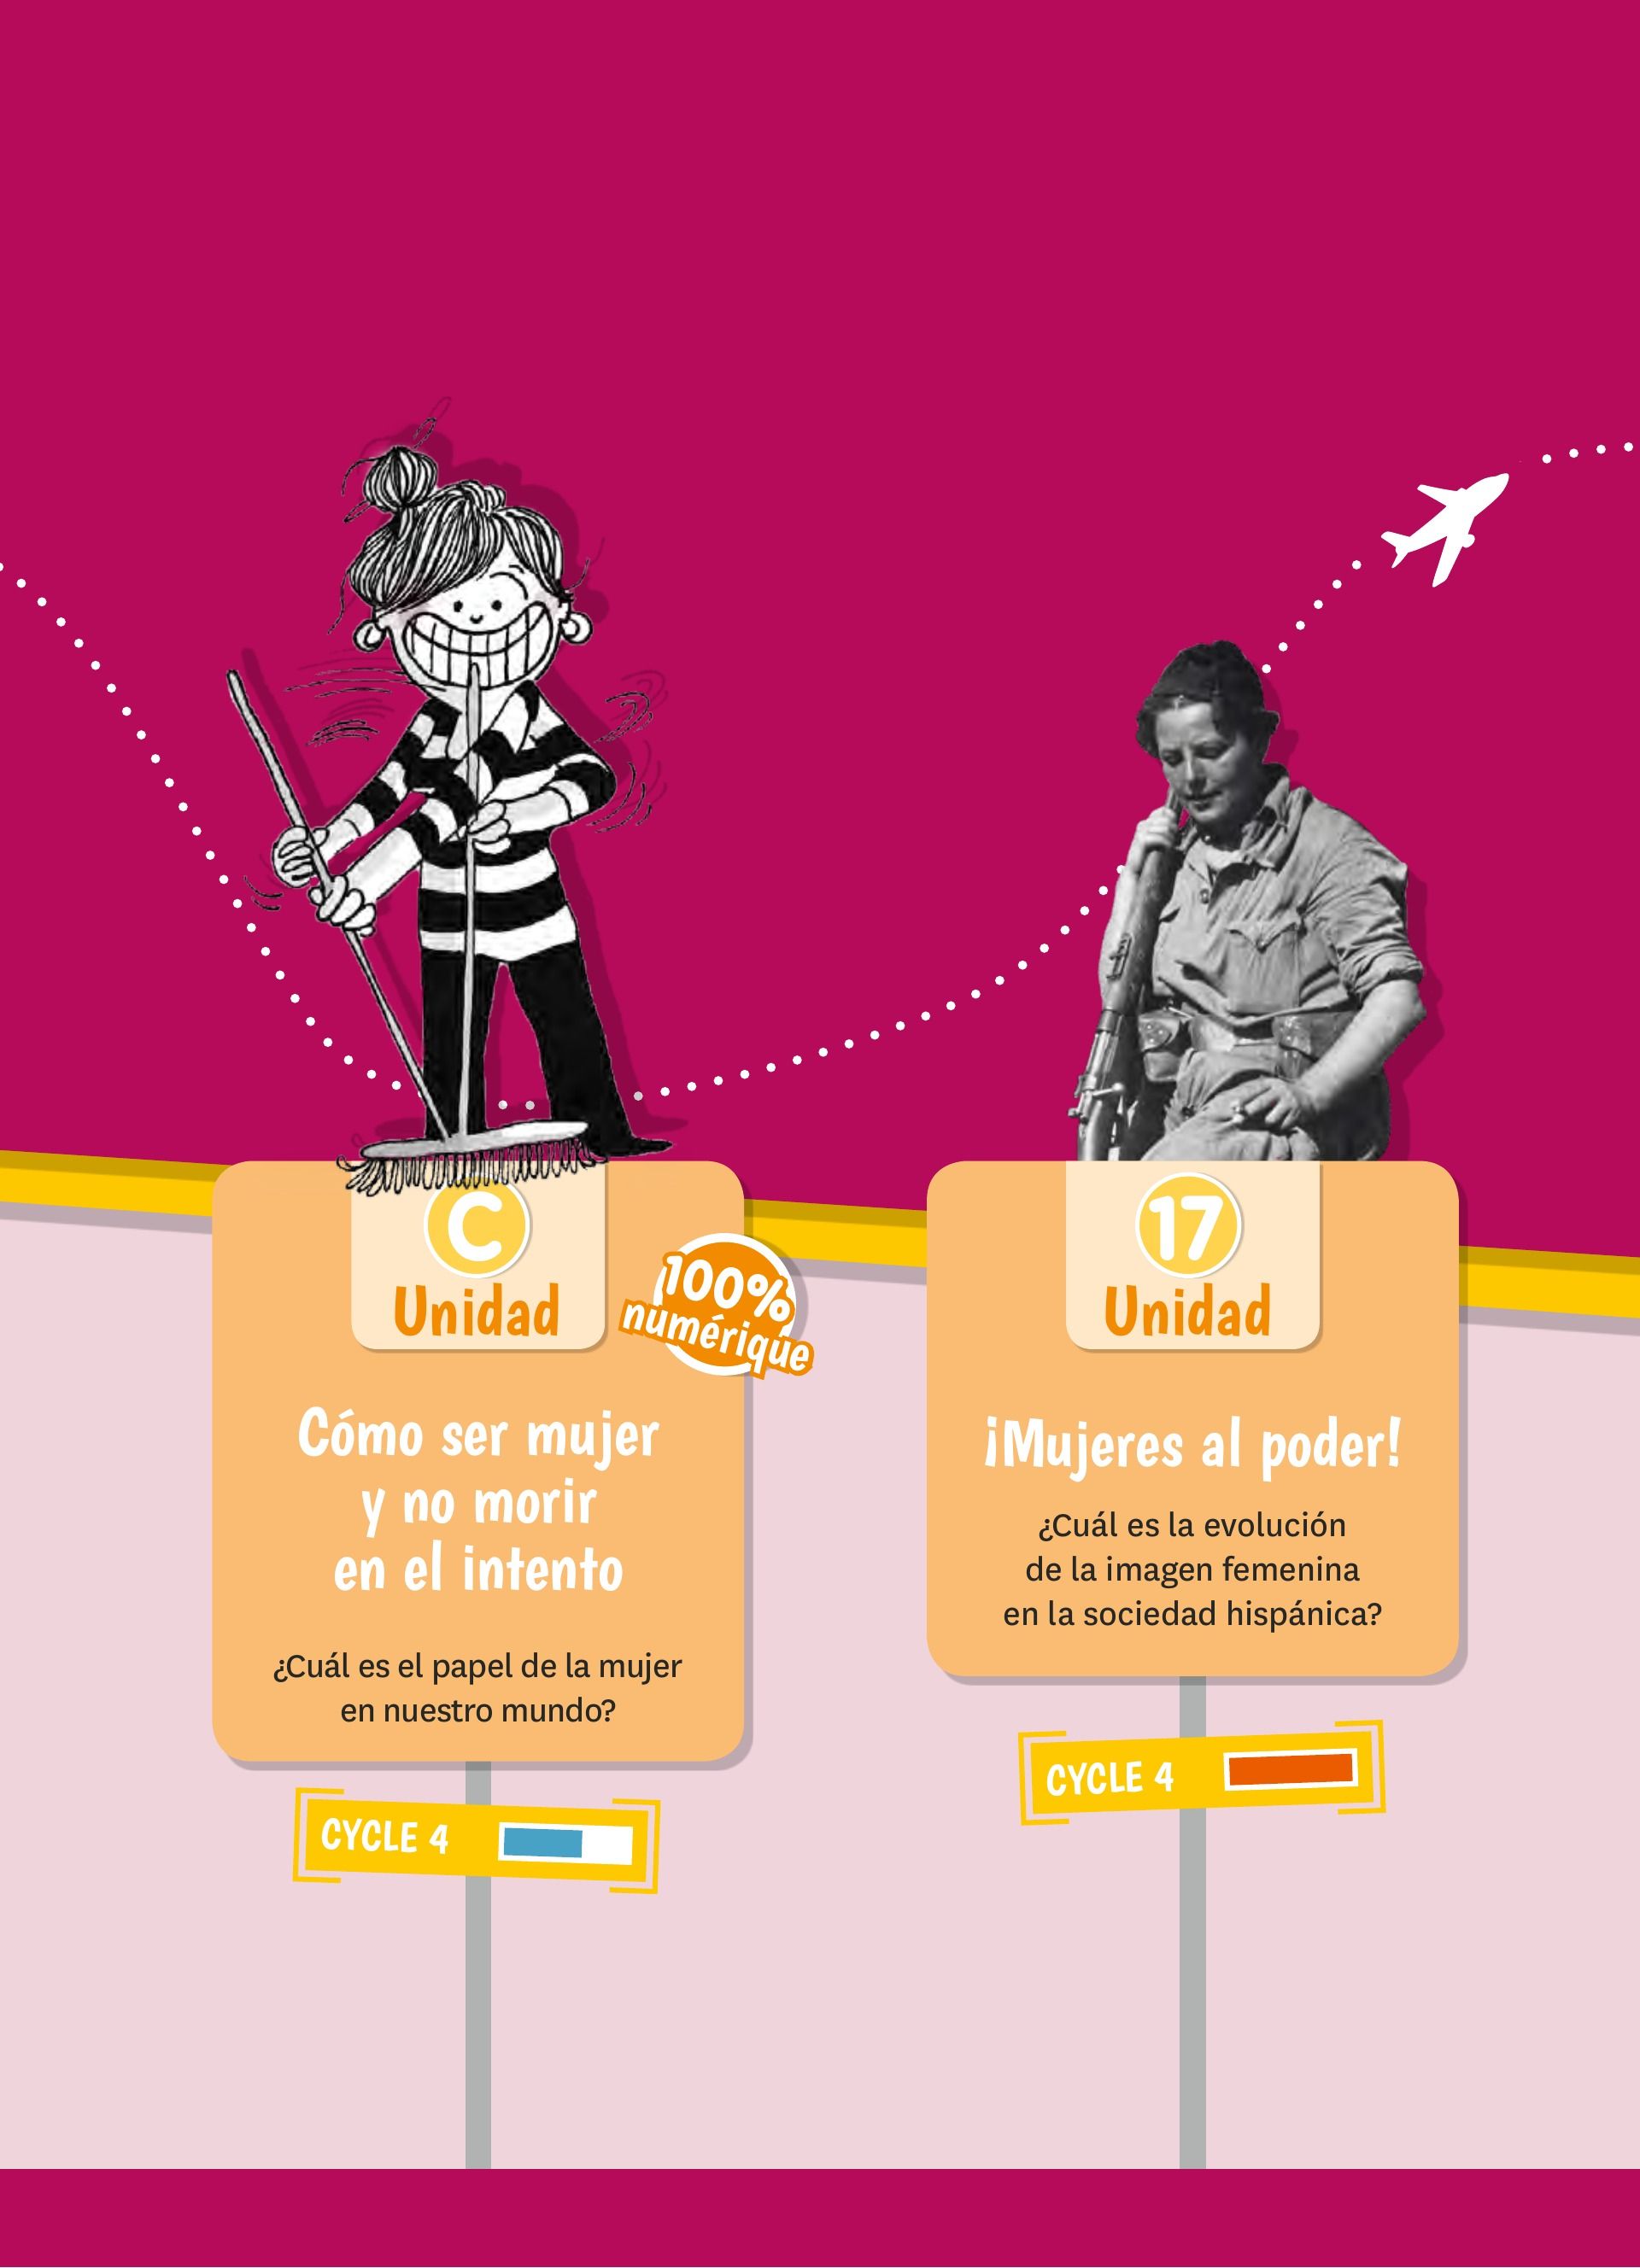 C
Unidad
100%
numérique
Cómo ser mujer
y no morir
en el intento
¿Cuál es el papel de la mujer
en nuestro mundo?
CYCLE 4
17
Unidad
¡Mujeres al poder!
¿Cuál es la evolución
de la imagen femenina
en la sociedad hispánica?
CYCLE 4